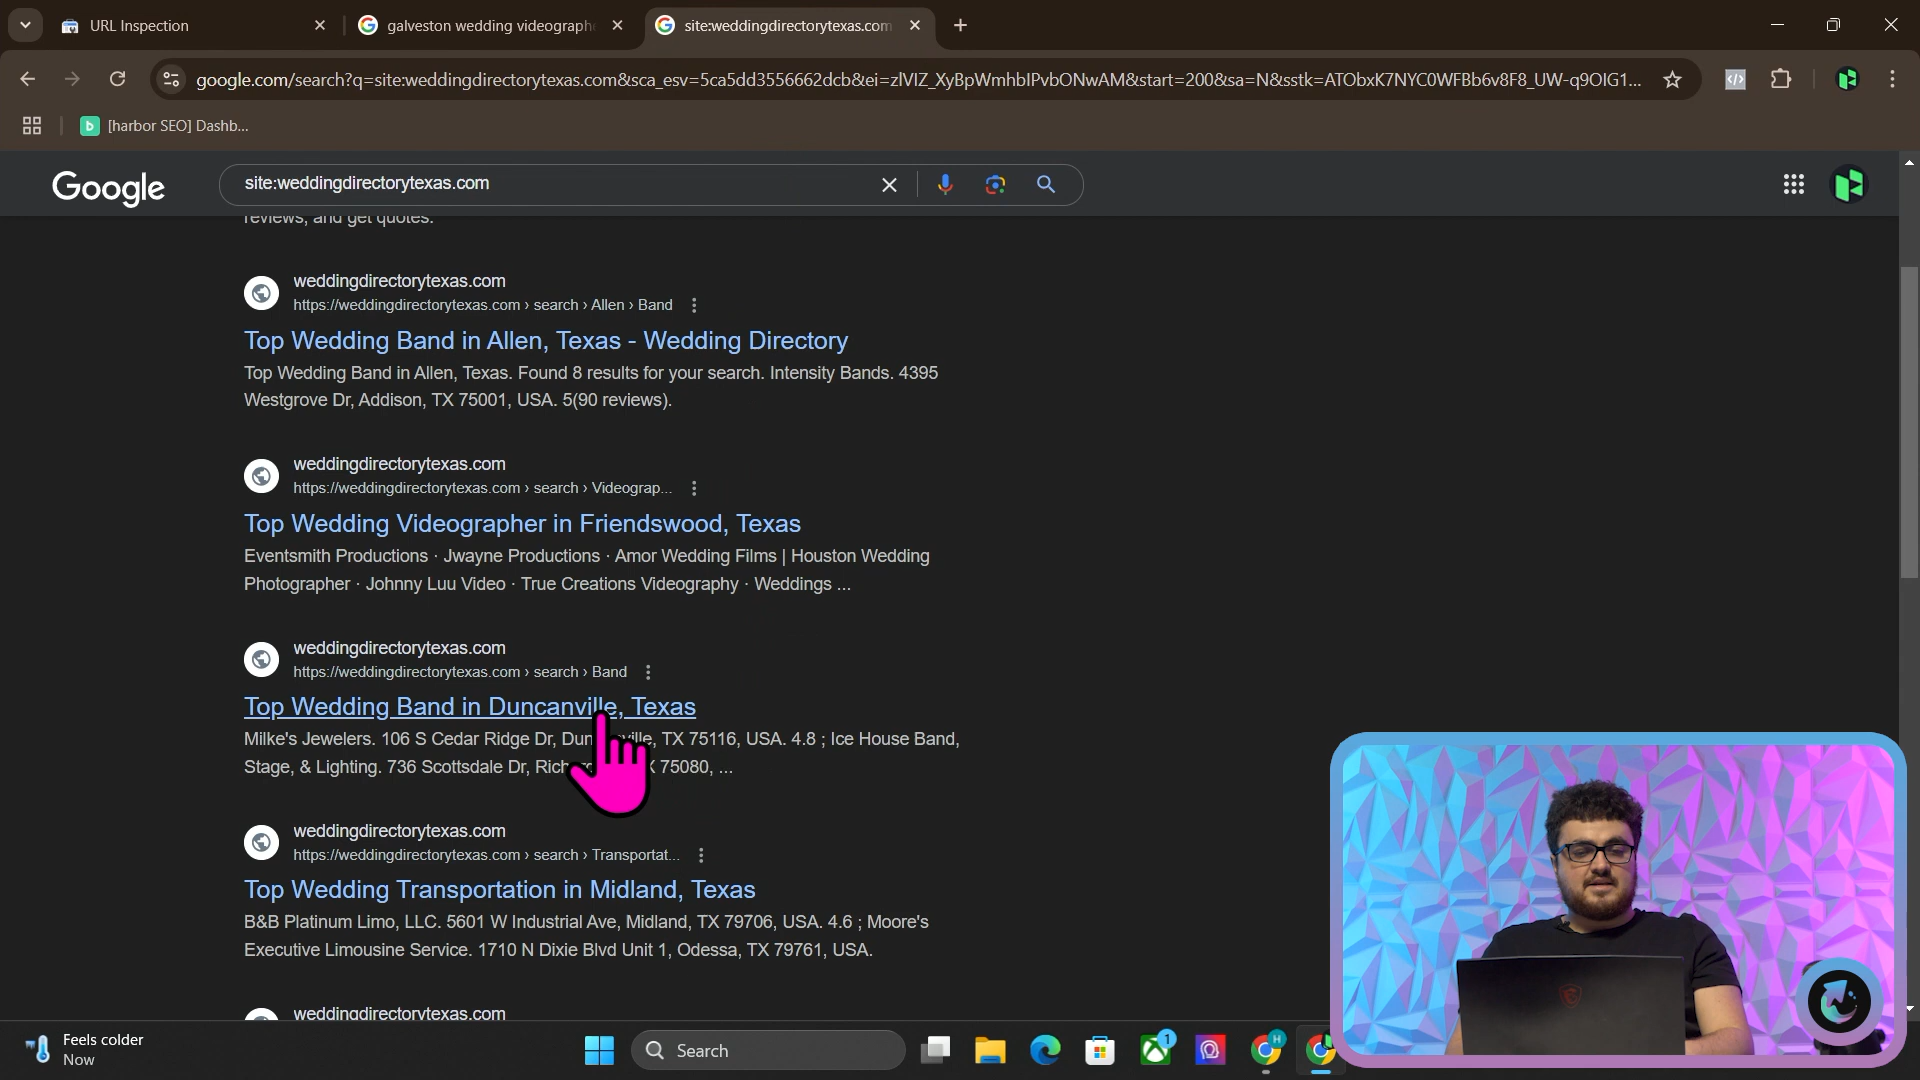 URL Inspection
galveston wedding videograph
site:weddingdirectorytexas.com
google.com/search?q=site:weddingdirectorytexas.com&sca_esv=5ca5dd3556662dcb&ei=zlVIZ_XyBpWmhbIPvbONwAM&start=200&sa=N&sstk=ATObxK7NYC0WFBb6v8F8_UW-q9OIG1...
[harbor SEO] Dashb...
Google
site:weddingdirectorytexas.com
reviews, and get quotes.
weddingdirectorytexas.com
https://weddingdirectorytexas.com › search › Allen › Band
Top Wedding Band in Allen, Texas - Wedding Directory
Top Wedding Band in Allen, Texas. Found 8 results for your search. Intensity Bands. 4395
Westgrove Dr, Addison, TX 75001, USA. 5(90 reviews).
weddingdirectorytexas.com
https://weddingdirectorytexas.com › search › Videograp...
Top Wedding Videographer in Friendswood, Texas
Eventsmith Productions · Jwayne Productions · Amor Wedding Films | Houston Wedding
Photographer · Johnny Luu Video · True Creations Videography · Weddings ...
weddingdirectorytexas.com
https://weddingdirectorytexas.com › search › Band
Top Wedding Band in Duncanville, Texas
Milke's Jewelers. 106 S Cedar Ridge Dr, Dun ville, TX 75116, USA. 4.8 ; Ice House Band,
Stage, & Lighting. 736 Scottsdale Dr, Rich X 75080, ...
weddingdirectorytexas.com
https://weddingdirectorytexas.com › search › Transportat...
Top Wedding Transportation in Midland, Texas
B&B Platinum Limo, LLC. 5601 W Industrial Ave, Midland, TX 79706, USA. 4.6 ; Moore's
Executive Limousine Service. 1710 N Dixie Blvd Unit 1, Odessa, TX 79761, USA.
weddingdirectorytexas.com
Feels colder
Now
Search
1
H